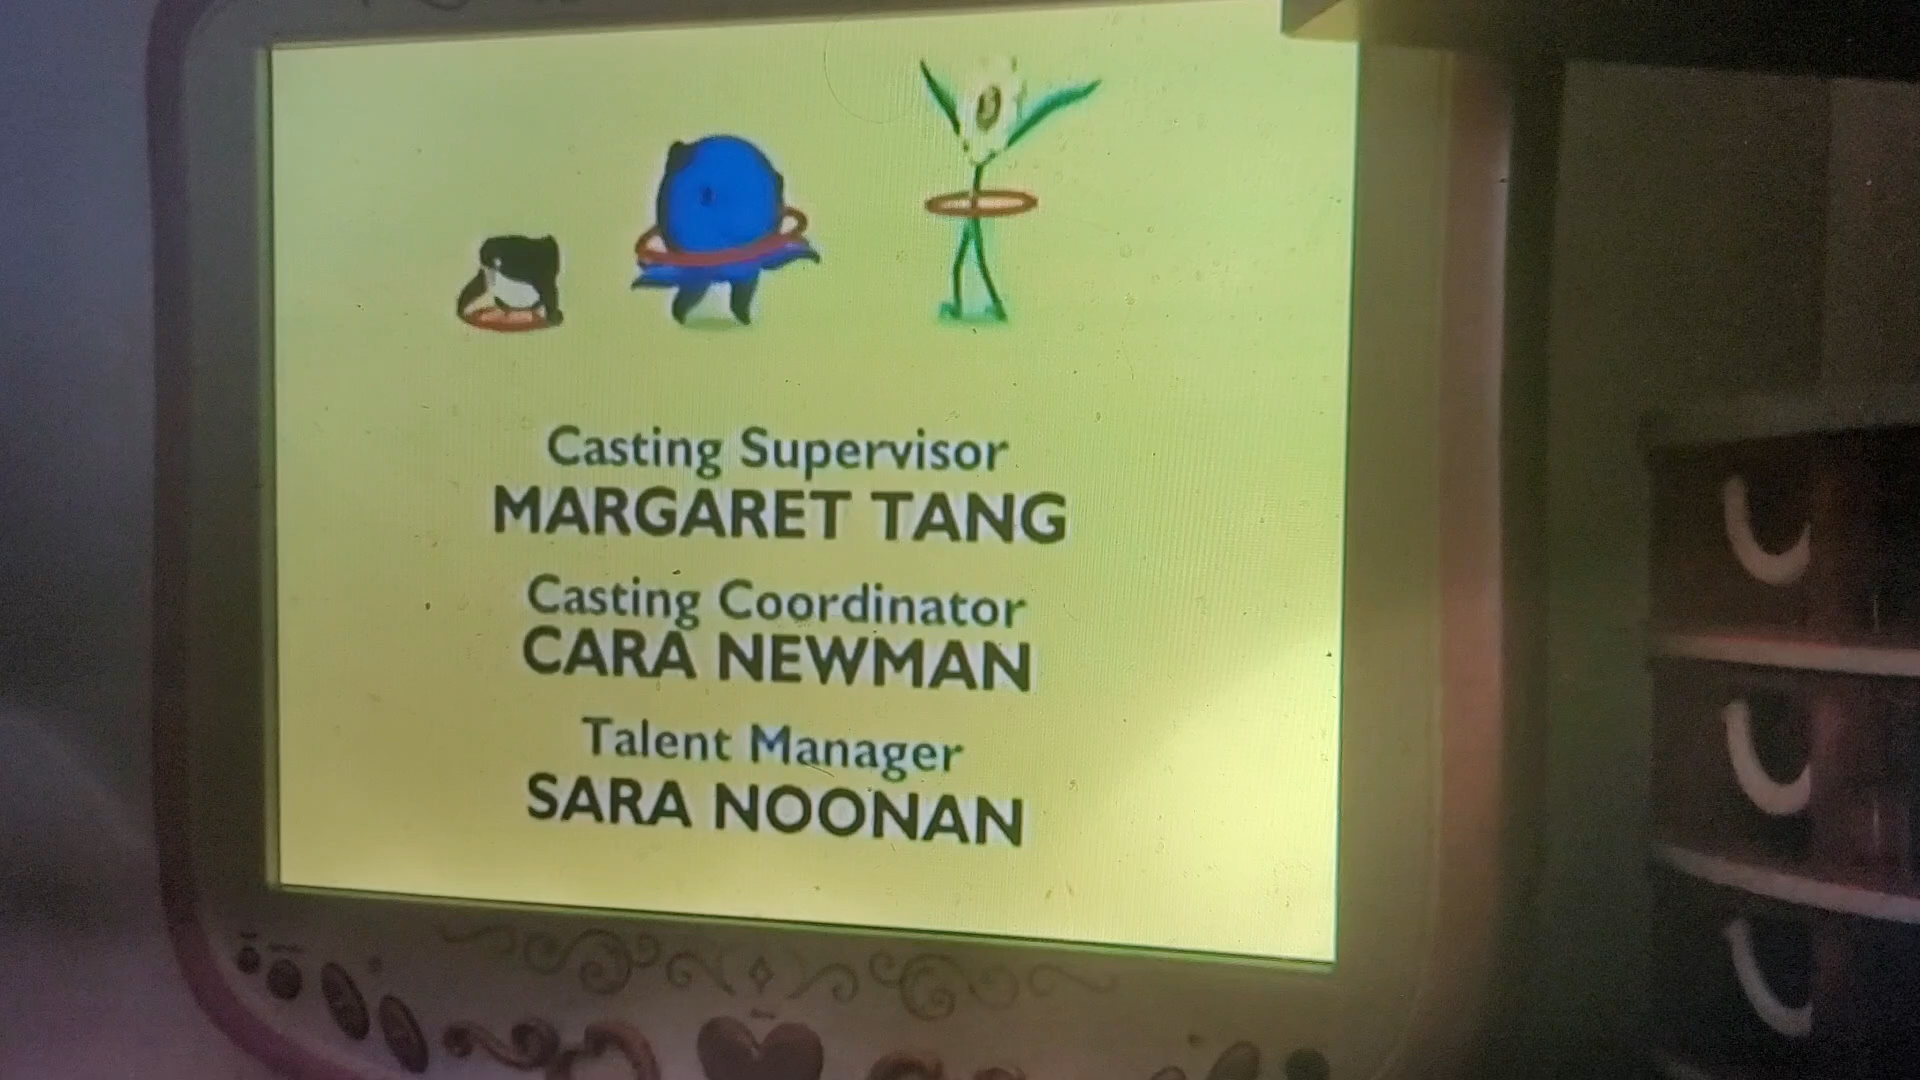 Casting Supervisor
MARGARET TANG
Casting Coordinator
CARA NEWMAN
Talent Manager
SARA NOONAN